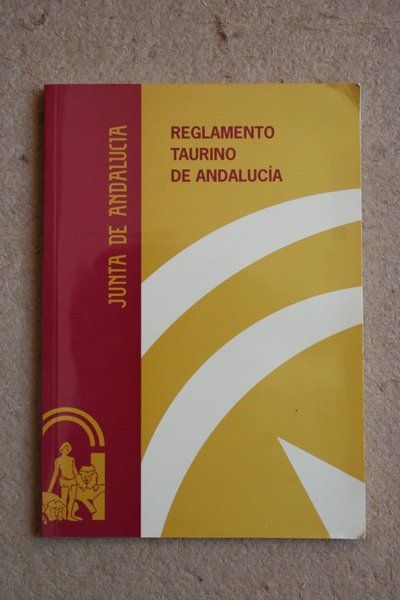 JUNTA DE ANDALUCIA
REGLAMENTO
TAURINO
DE ANDALUCÍA